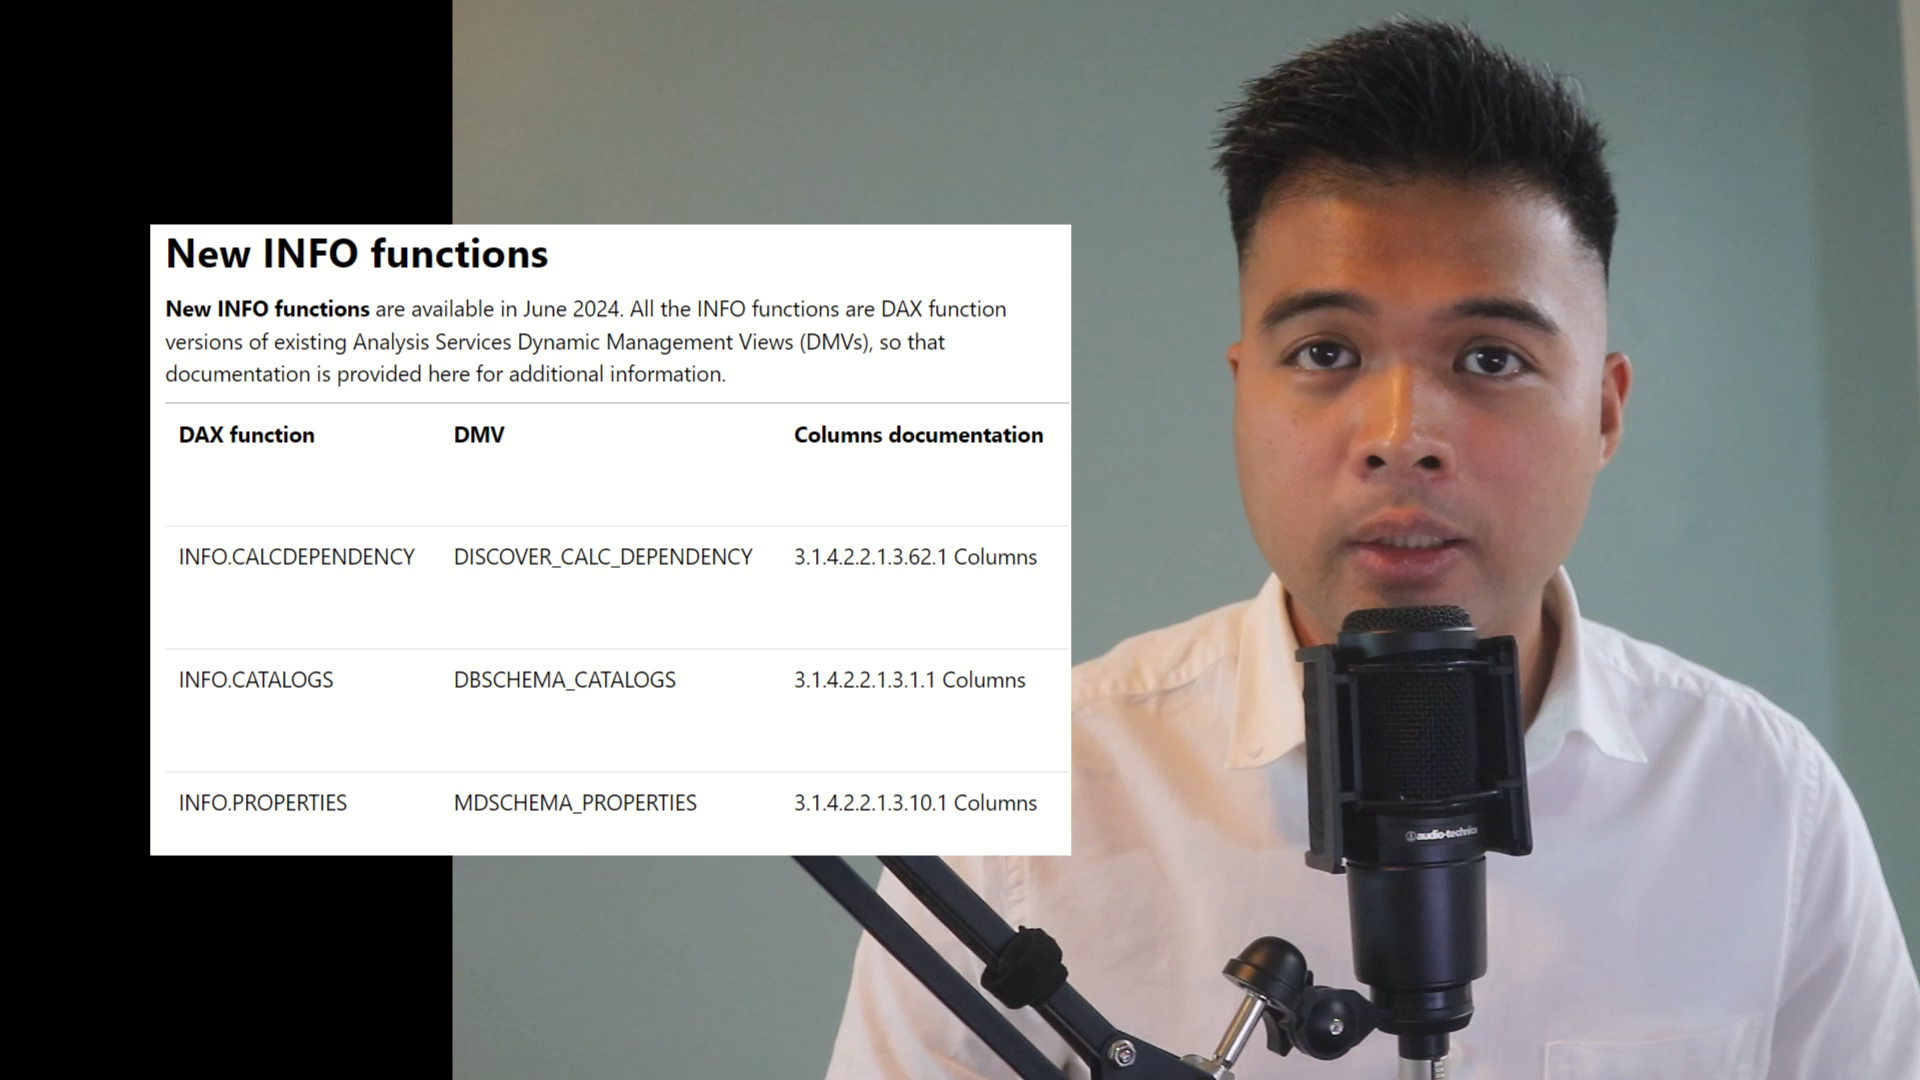 New INFO functions
New INFO functions are available in June 2024. All the INFO functions are DAX function
versions of existing Analysis Services Dynamic Management Views (DMVs), so that
documentation is provided here for additional information.
DAX function DMV Columns documentation
INFO.CALCDEPENDENCY DISCOVER_CALC_DEPENDENCY 3.1.4.2.2.1.3.62.1 Columns
INFO.CATALOGS DBSCHEMA_CATALOGS 3.1.4.2.2.1.3.1.1 Columns
INFO.PROPERTIES MDSCHEMA_PROPERTIES 3.1.4.2.2.1.3.10.1 Columns
audio-technica